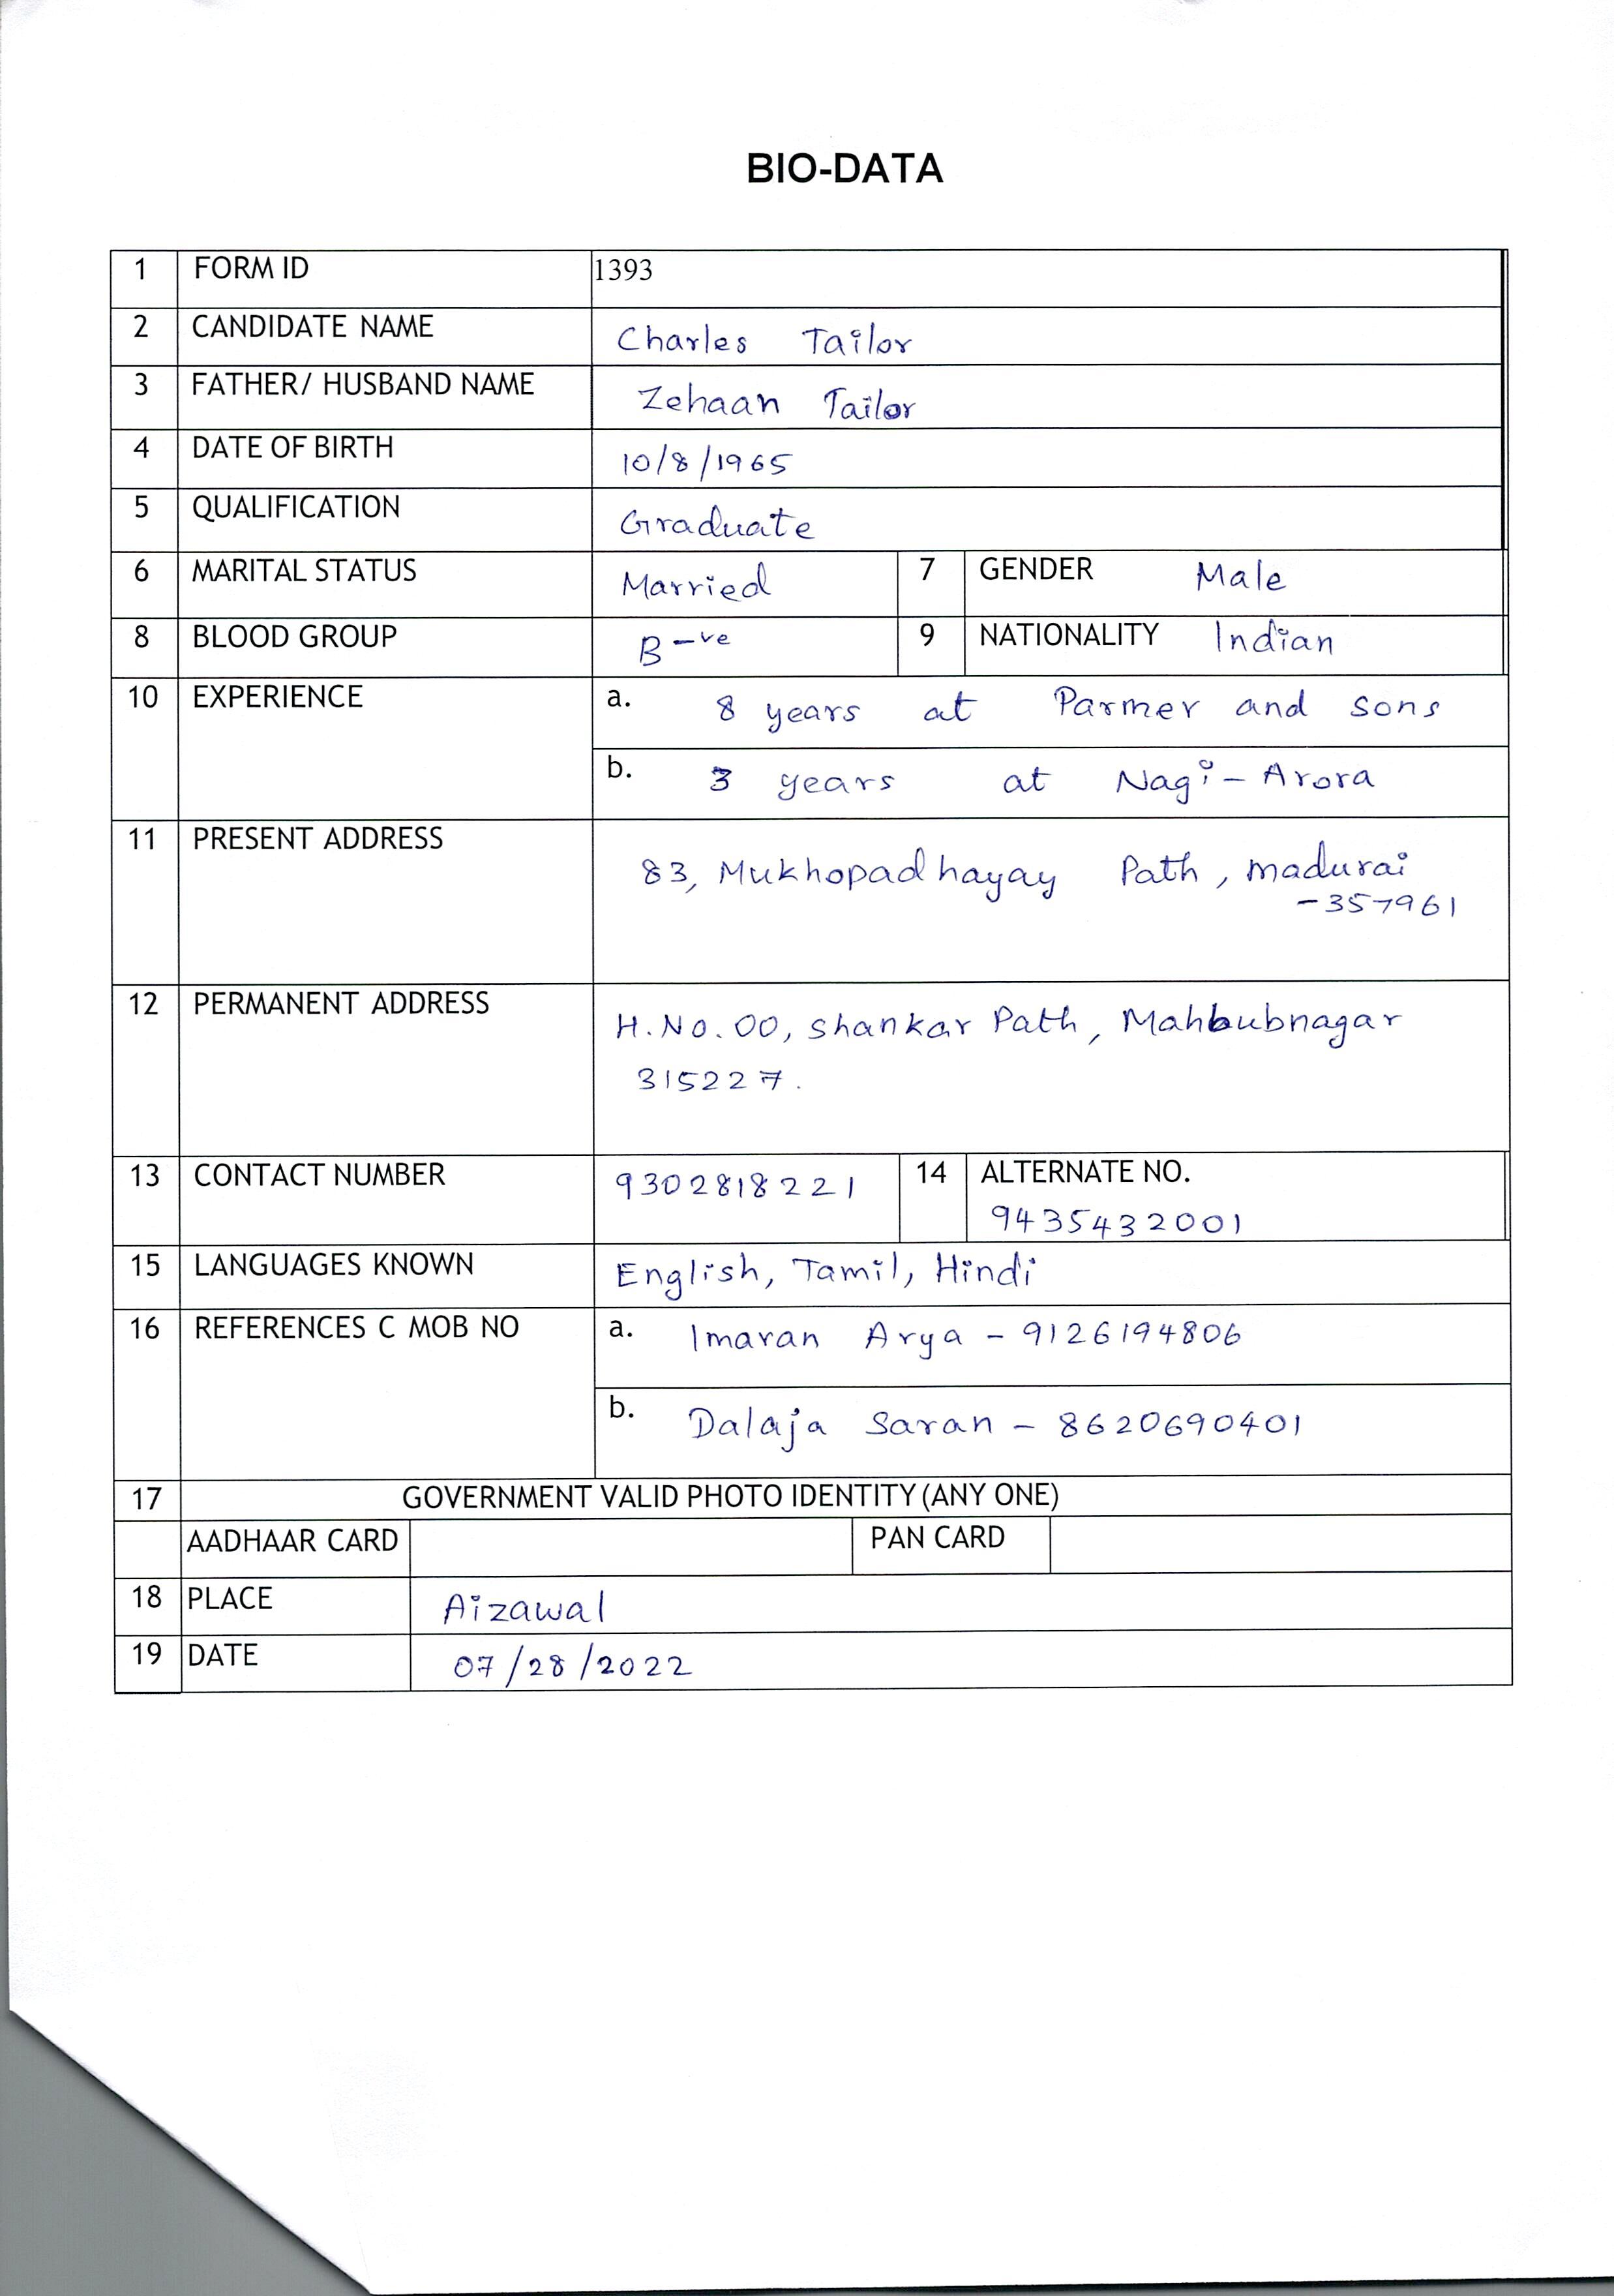 BIO-DATA
1 FORM ID 1393
2 CANDIDATE NAME Charles Tailor
3 FATHER/ HUSBAND NAME Zehaan Tailor
4 DATE OF BIRTH 10/8/1965
5 QUALIFICATION Graduate
6 MARITAL STATUS Married 7 GENDER Male
8 BLOOD GROUP B-ve 9 NATIONALITY Indian
10 EXPERIENCE a. 8 years at Parmer and sons
b. 3 years at Nagi-Arora
11 PRESENT ADDRESS 83, Mukhopadhayay Path, madurai
-357961
12 PERMANENT ADDRESS H.No.00, Shankar Path, Mahbubnagar
315227.
13 CONTACT NUMBER 9302818221 14 ALTERNATE NO.
9435432001
15 LANGUAGES KNOWN English, Tamil, Hindi
16 REFERENCES C MOB NO a. Imaran Arya - 9126194806
b. Dalaja Saran - 8620690401
17 GOVERNMENT VALID PHOTO IDENTITY (ANY ONE)
AADHAAR CARD PAN CARD
18 PLACE Aizawal
19 DATE 07/28/2022